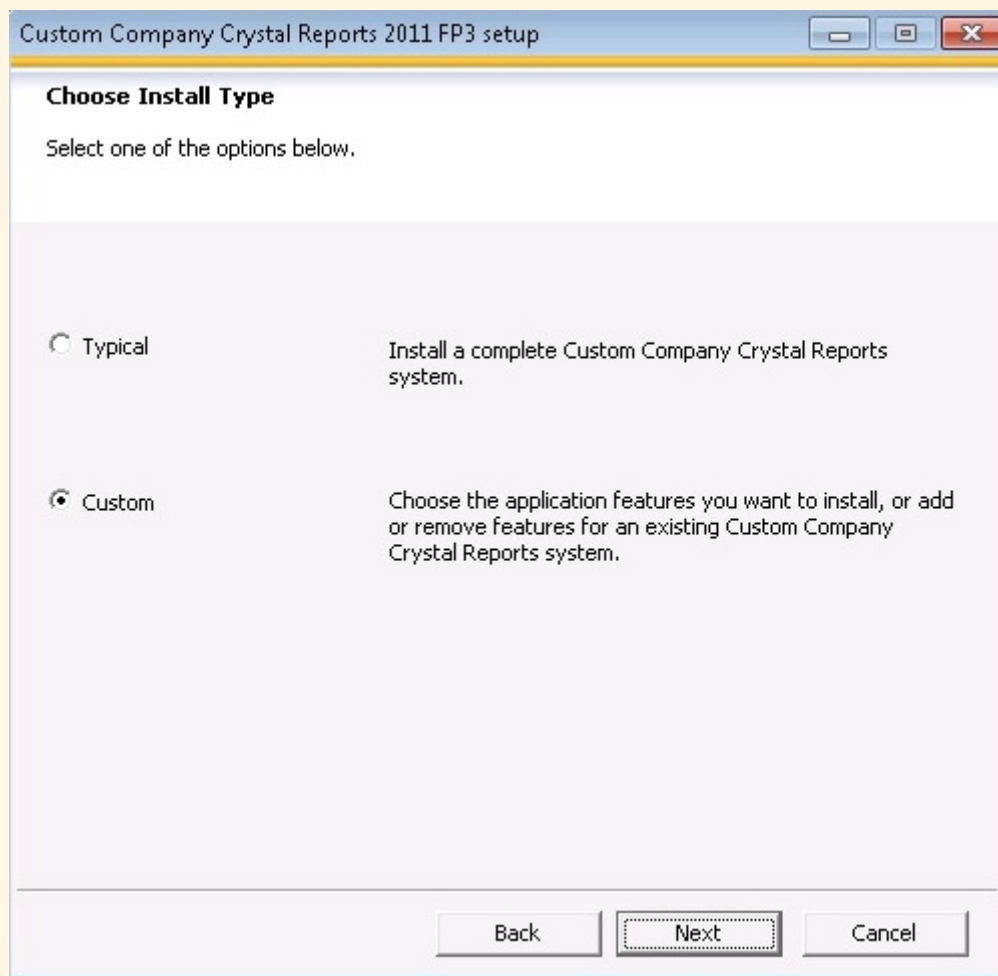 Custom Company Crystal Reports 2011 FP3 setup
Choose Install Type
Select one of the options below.
Typical
Install a complete Custom Company Crystal Reports
system.
Custom
Choose the application features you want to install, or add
or remove features for an existing Custom Company
Crystal Reports system.
Back
Next
Cancel